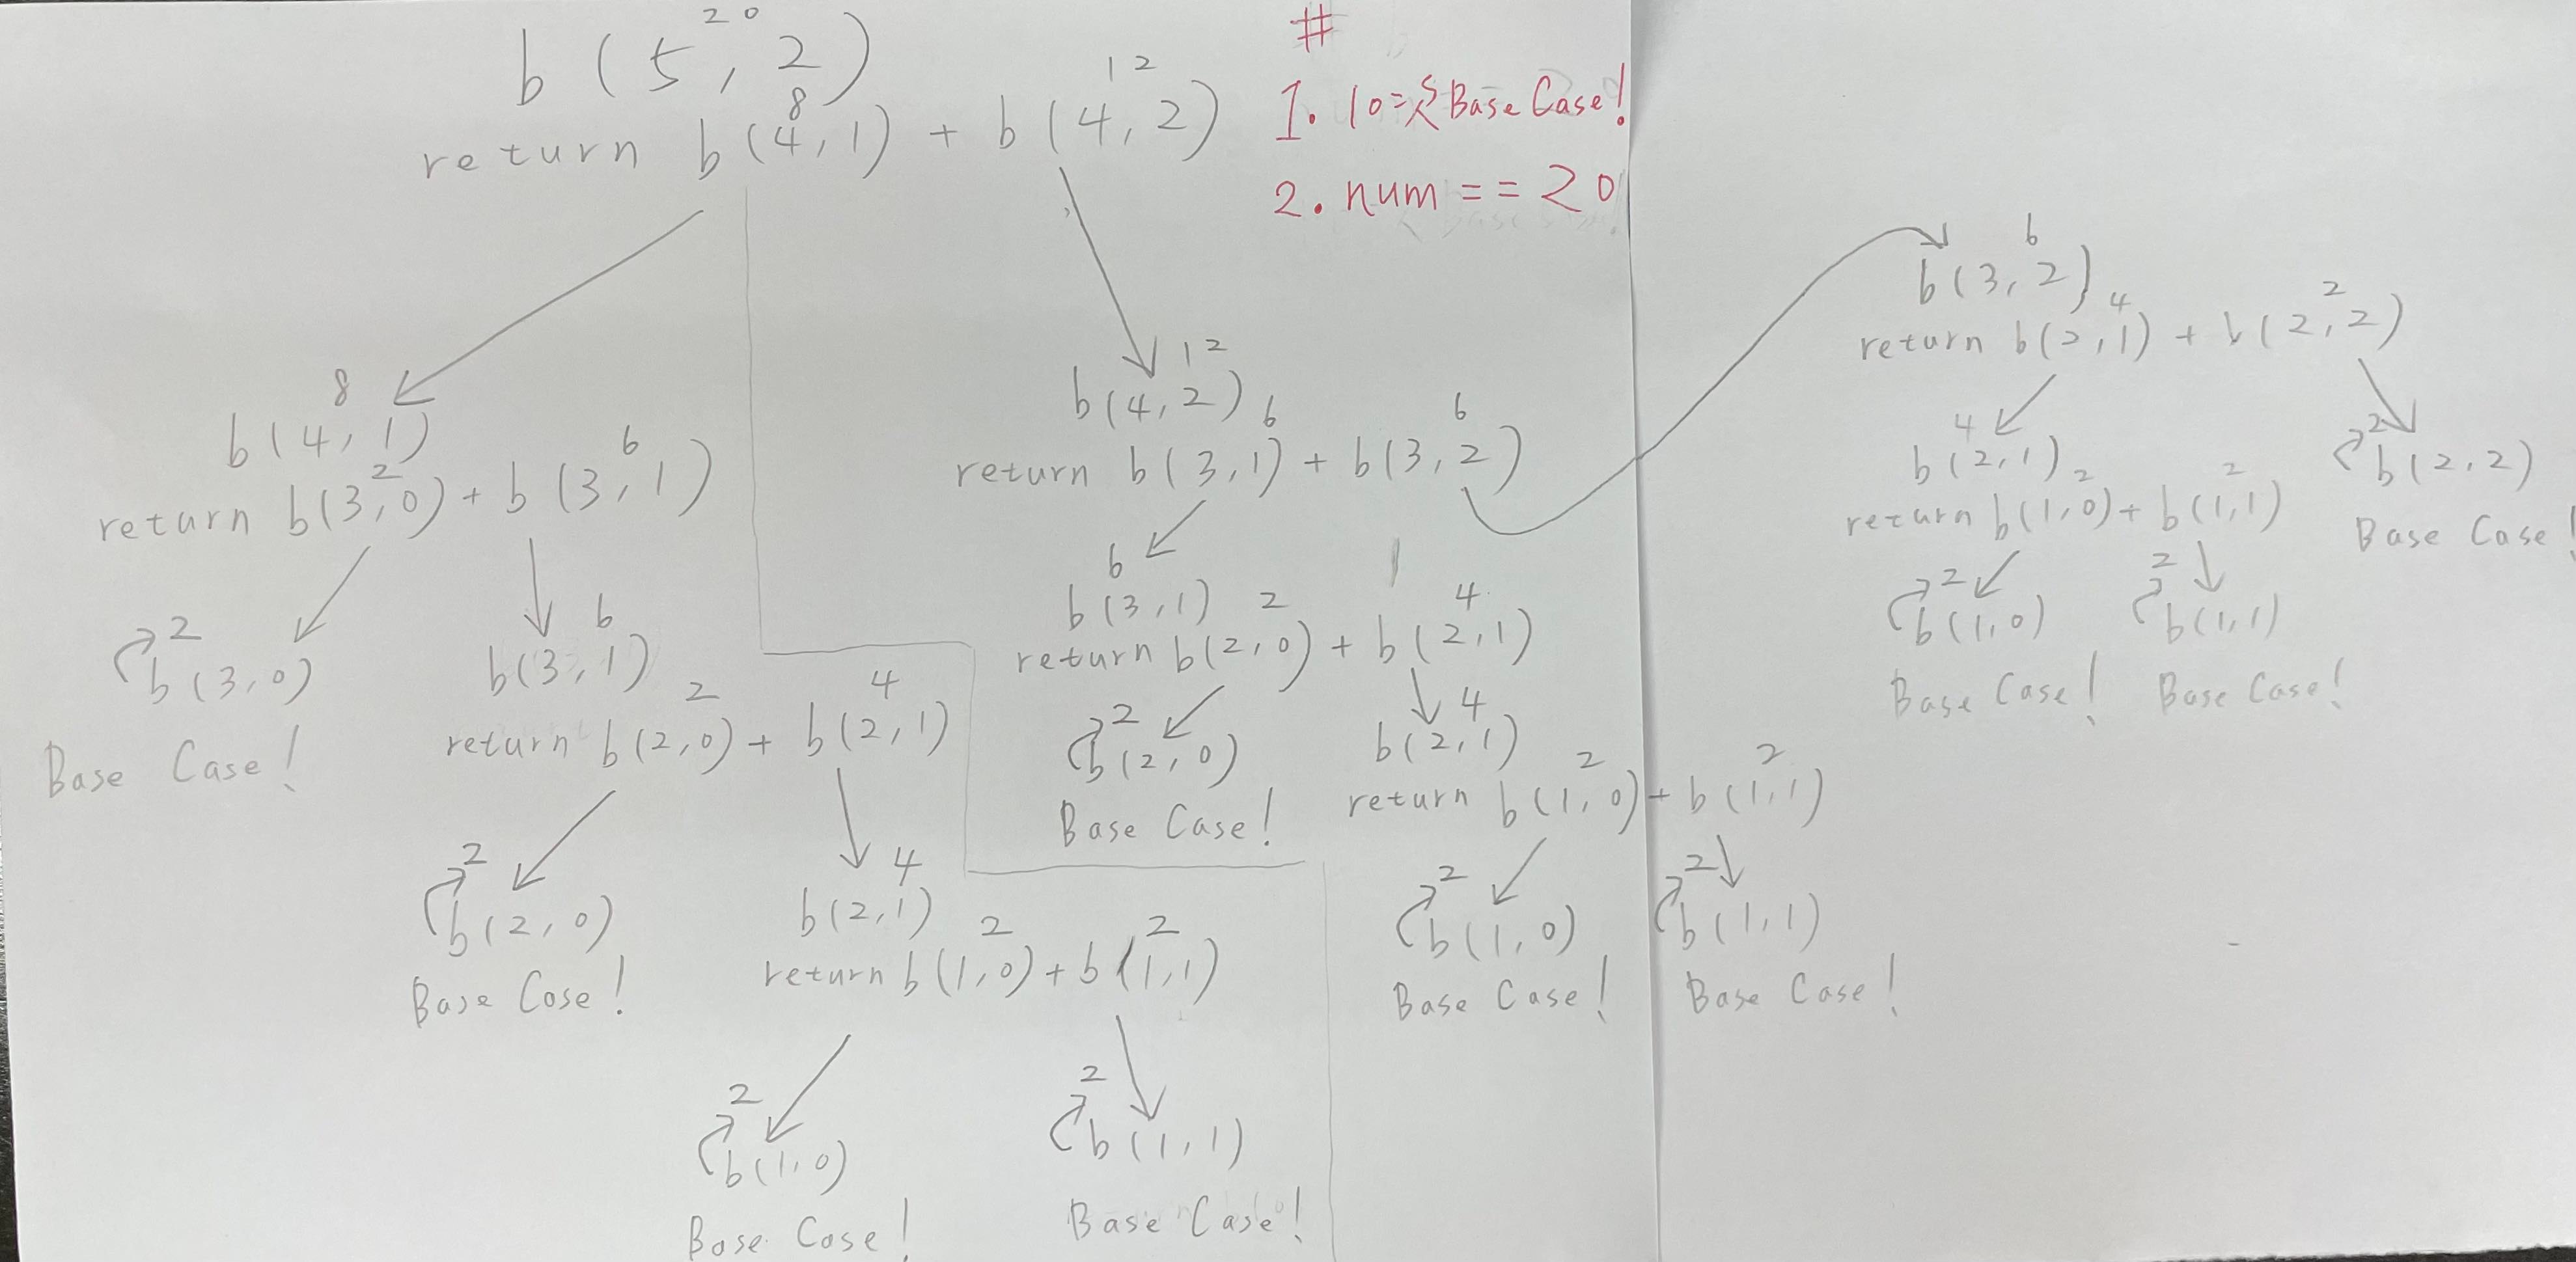 20
b(5,2)
8
12
return b(4,1) + b(4,2)
#
1. 10=次Base Case!
2. num == 20
8
b(4,1)
2
6
return b(3,0) + b(3,1)
2
b(3,0)
Base Case!
6
b(3,1)
2
4
return b(2,0) + b(2,1)
2
b(2,0)
Base Case!
4
b(2,1)
2
2
return b(1,0) + b(1,1)
2
b(1,0)
Base Case!
2
b(1,1)
Base Case!
12
b(4,2)
6
6
return b(3,1) + b(3,2)
6
b(3,1)
2
4
return b(2,0) + b(2,1)
2
b(2,0)
Base Case!
4
b(2,1)
2
2
return b(1,0) + b(1,1)
2
b(1,0)
Base Case!
2
b(1,1)
Base Case!
6
b(3,2)
4
2
return b(2,1) + b(2,2)
4
b(2,1)
2
2
return b(1,0) + b(1,1)
2
b(1,0)
Base Case!
2
b(1,1)
Base Case!
2
b(2,2)
Base Case!